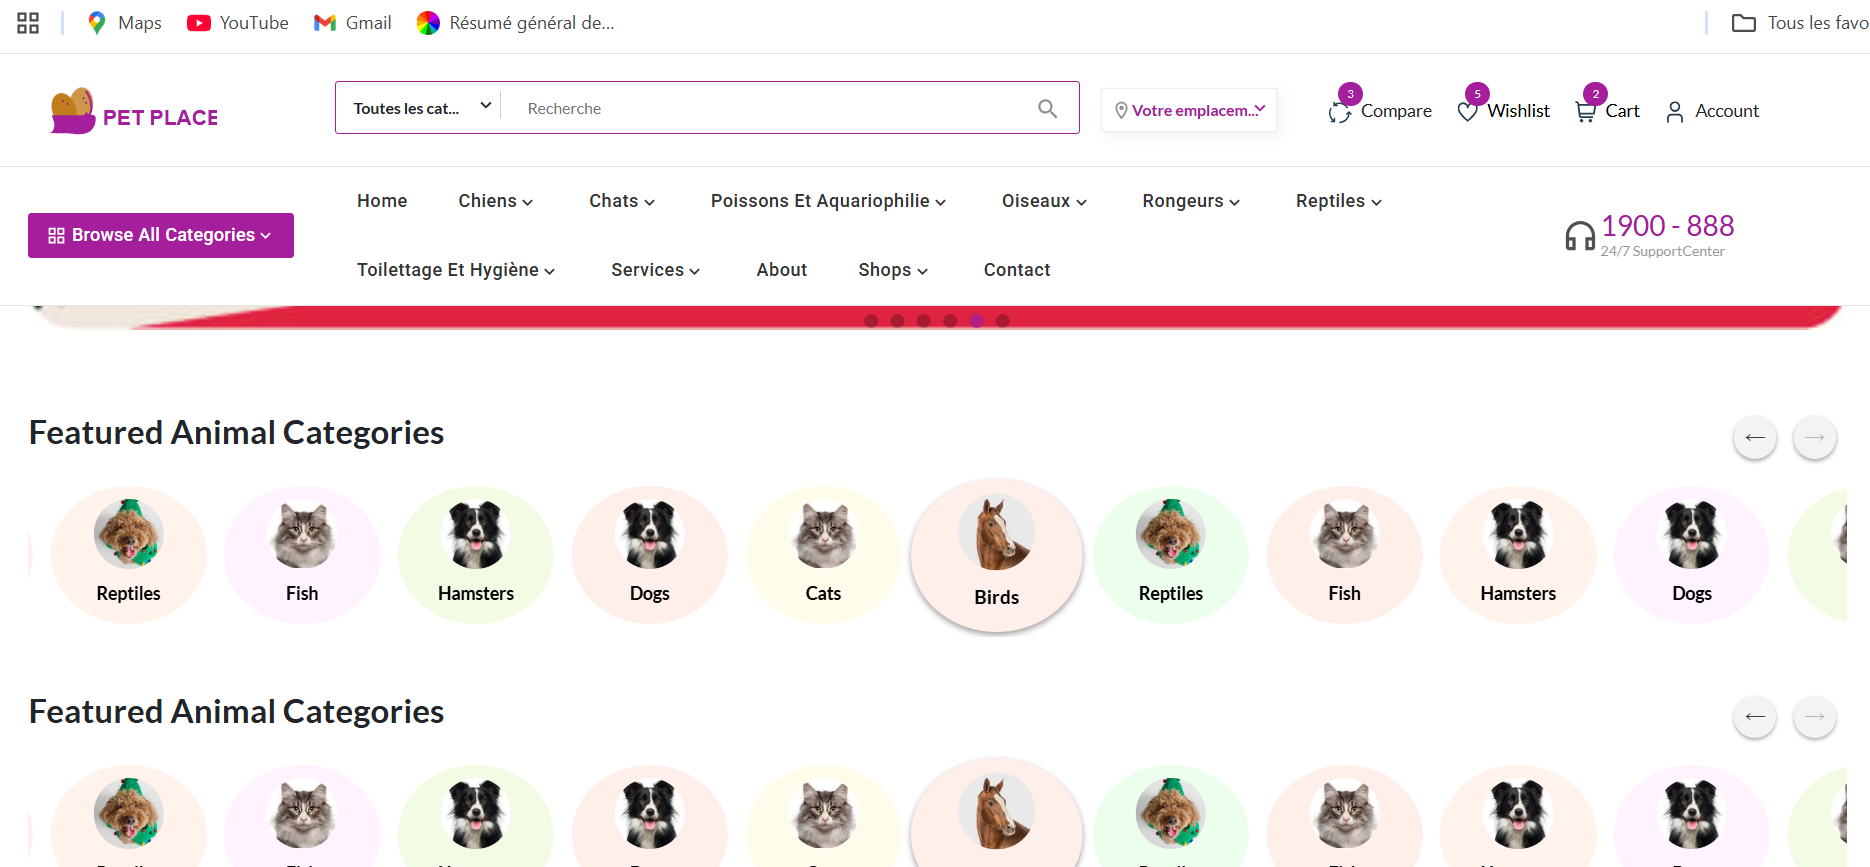 Maps YouTube Gmail Résumé général de... Tous les favo
PET PLACE Toutes les cat... Recherche Votre emplacem... 3 Compare 5 Wishlist 2 Cart Account
Home Chiens Chats Poissons Et Aquariophilie Oiseaux Rongeurs Reptiles
Browse All Categories
1900 - 888
24/7 SupportCenter
Toilettage Et Hygiène Services About Shops Contact
Featured Animal Categories
Reptiles Fish Hamsters Dogs Cats Birds Reptiles Fish Hamsters Dogs
Featured Animal Categories